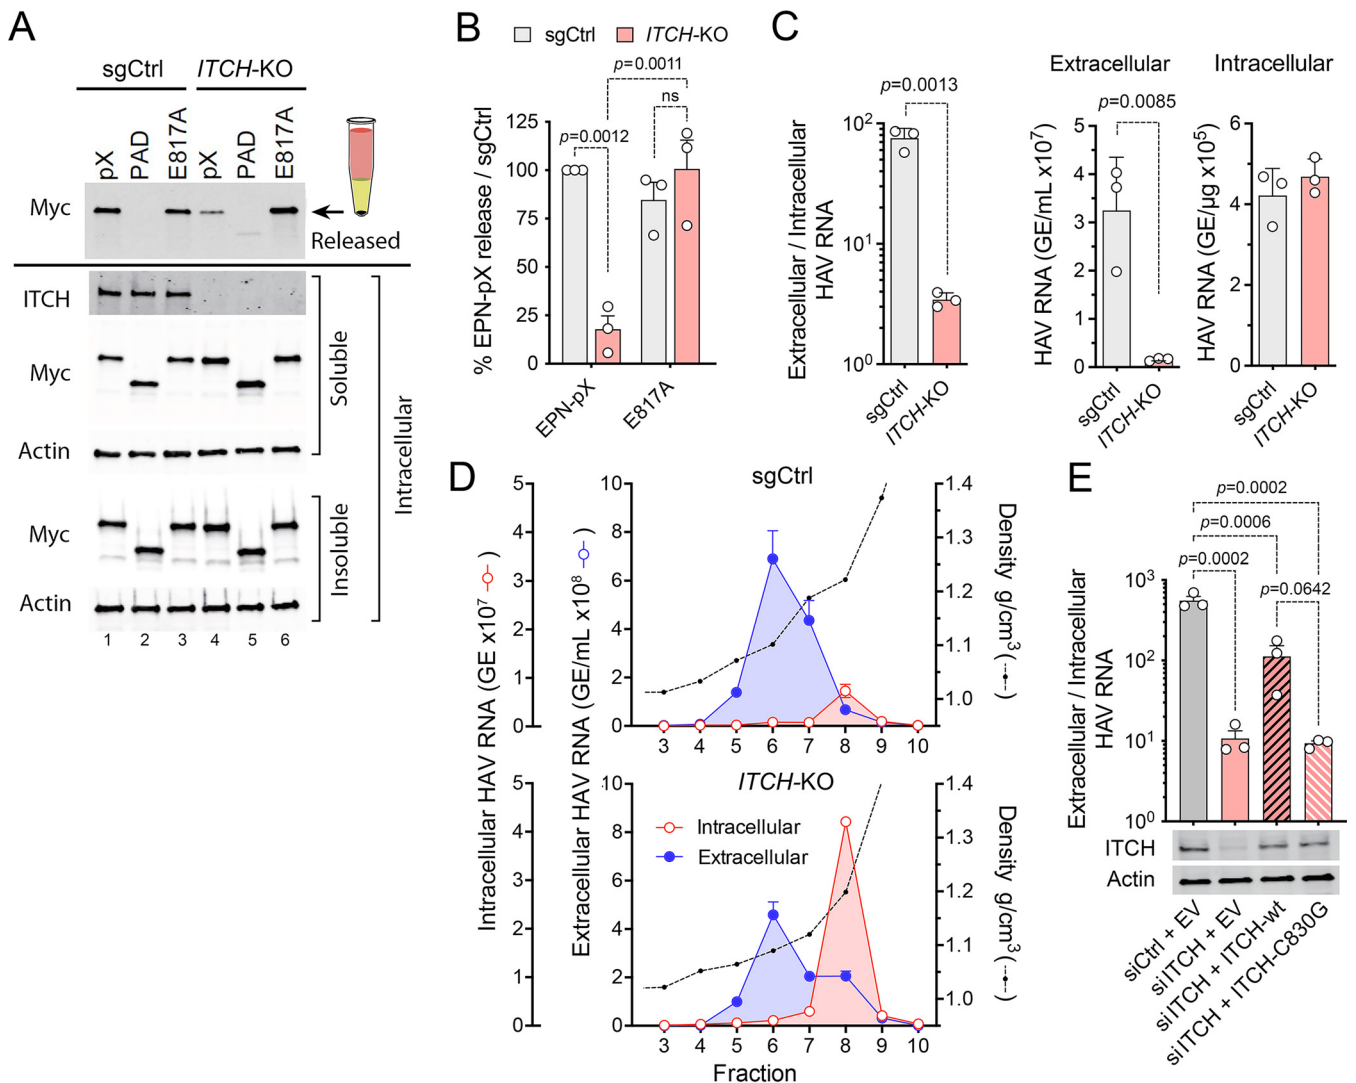 A
sgCtrl
ITCH-KO
pX
PAD
E817A
pX
PAD
E817A
Myc
Released
ITCH
Myc
Actin
Soluble
Myc
Actin
Insoluble
Intracellular
1 2 3 4 5 6
B
sgCtrl ITCH-KO
p=0.0011
ns
p=0.0012
% EPN-pX release / sgCtrl
125
100
75
50
25
0
EPN-pX
E817A
C
p=0.0013
Extracellular / Intracellular
HAV RNA
10²
10¹
10⁰
sgCtrl
ITCH-KO
Extracellular
p=0.0085
HAV RNA (GE/mL x10⁷)
5
4
3
2
1
0
sgCtrl
ITCH-KO
Intracellular
HAV RNA (GE/µg x10⁵)
6
4
2
0
sgCtrl
ITCH-KO
D
sgCtrl
Intracellular HAV RNA (GE x10⁷ )
Extracellular HAV RNA (GE/mL x10⁸ )
5
4
3
2
1
0
10
8
6
4
2
0
1.4
1.3
1.2
1.1
1.0
Density g/cm³( )
3 4 5 6 7 8 9 10
ITCH-KO
Intracellular
Extracellular
5
4
3
2
1
0
10
8
6
4
2
0
1.4
1.3
1.2
1.1
1.0
Density g/cm³( )
3 4 5 6 7 8 9 10
Fraction
E
p=0.0002
p=0.0006
p=0.0002
p=0.0642
Extracellular / Intracellular
HAV RNA
10³
10²
10¹
10⁰
ITCH
Actin
siCtrl + EV
siITCH + EV
siITCH + ITCH-wt
siITCH + ITCH-C830G